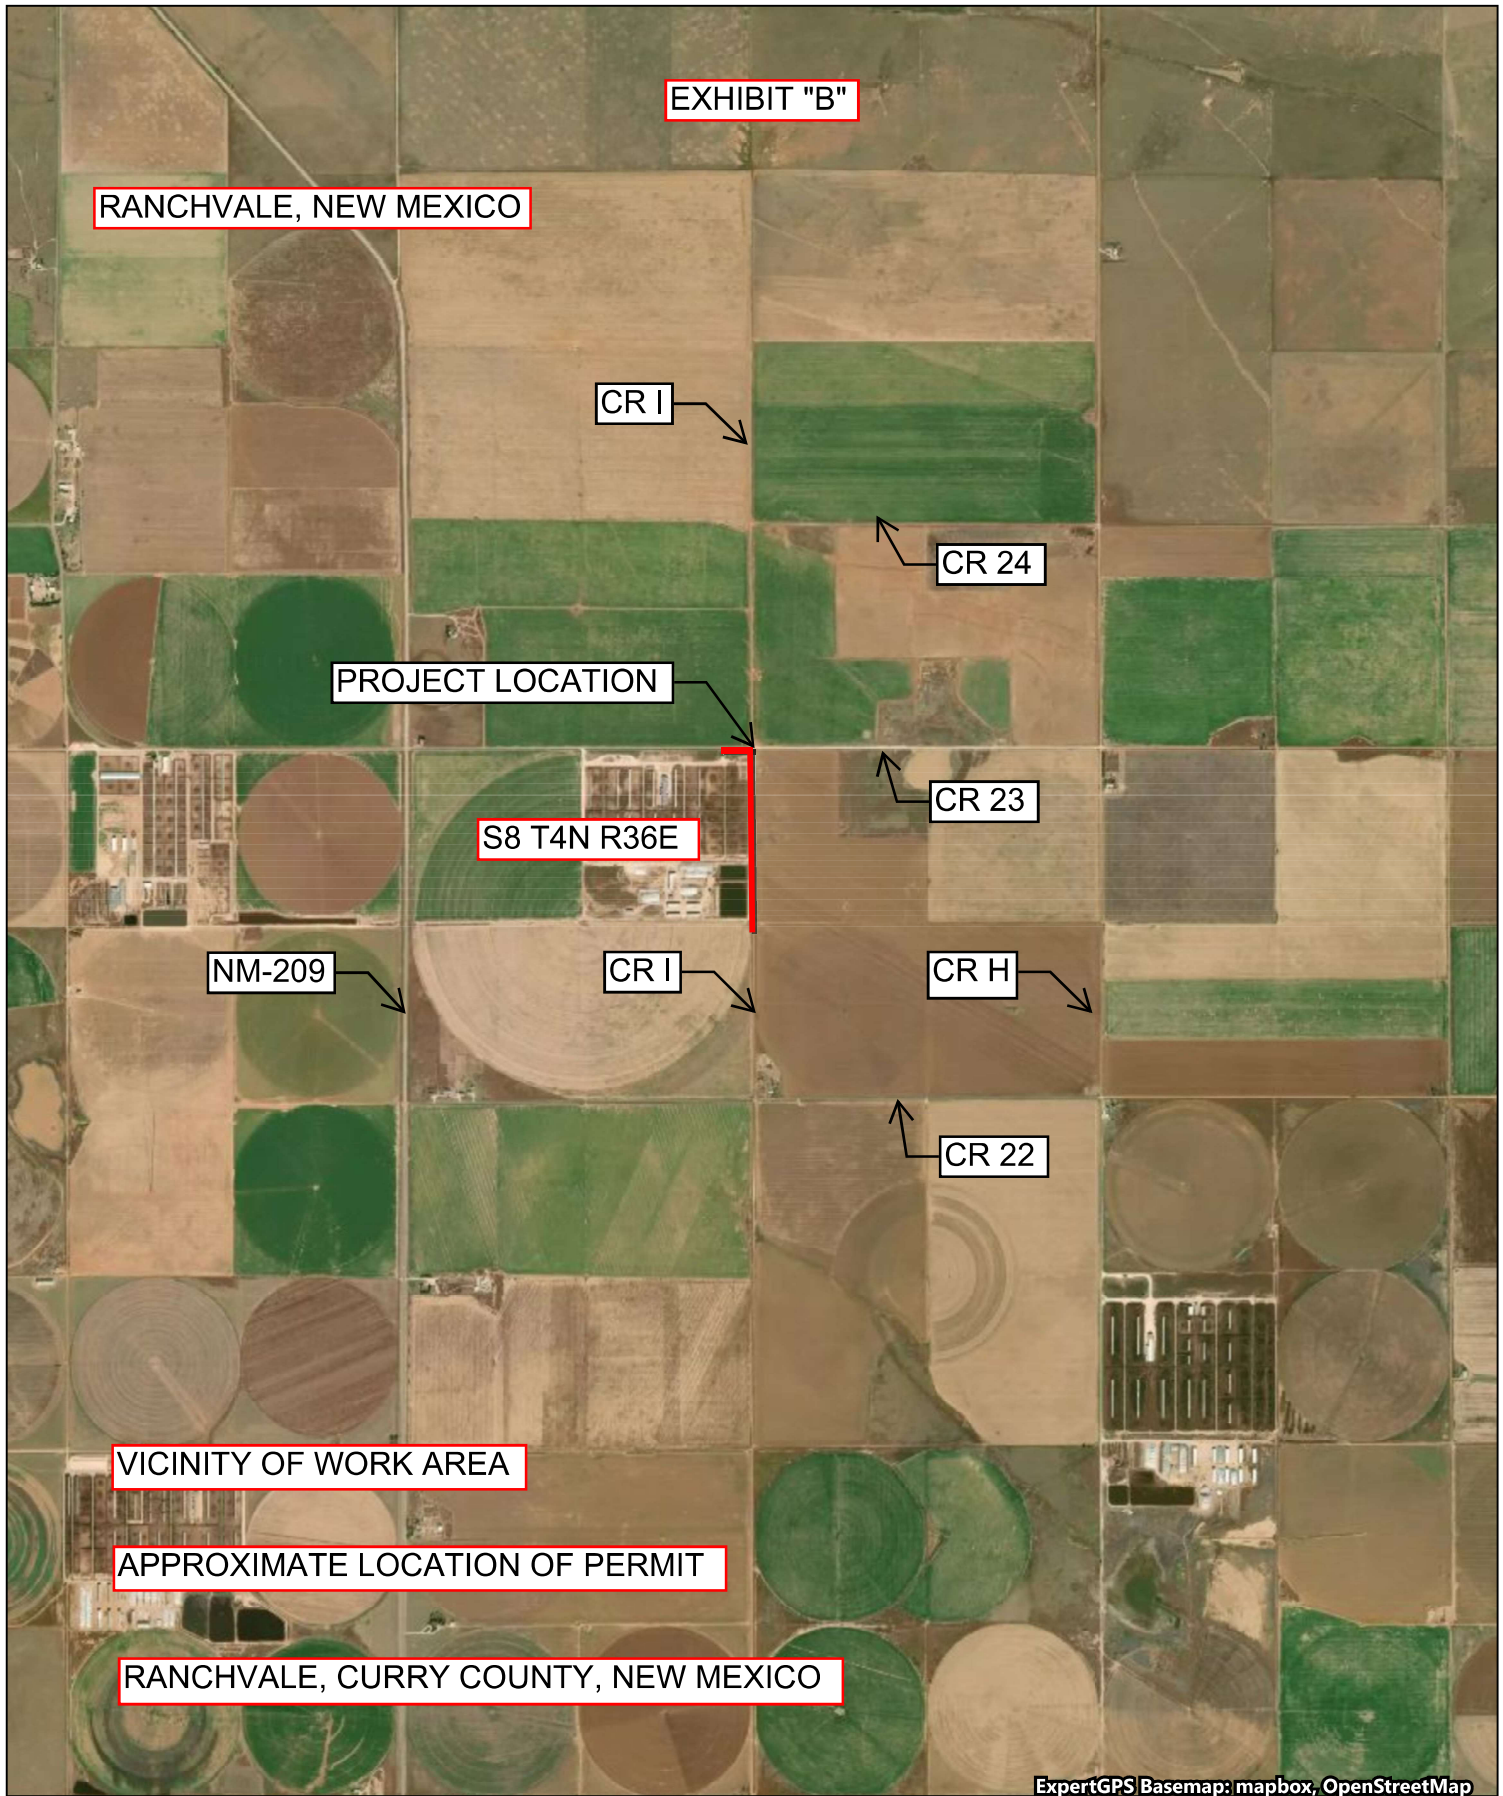 EXHIBIT "B"
RANCHVALE, NEW MEXICO
CR I
CR 24
PROJECT LOCATION
CR 23
S8 T4N R36E
NM-209
CR I
CR H
CR 22
VICINITY OF WORK AREA
APPROXIMATE LOCATION OF PERMIT
RANCHVALE, CURRY COUNTY, NEW MEXICO
ExpertGPS Basemap: mapbox, OpenStreetMap